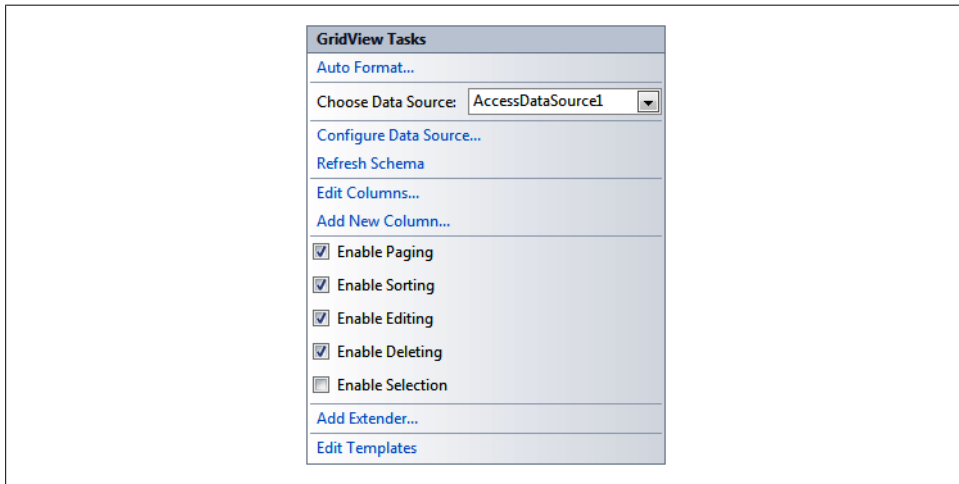 GridView Tasks
Auto Format...
Choose Data Source: AccessDataSource1
Configure Data Source...
Refresh Schema
Edit Columns...
Add New Column...
Enable Paging
Enable Sorting
Enable Editing
Enable Deleting
Enable Selection
Add Extender...
Edit Templates